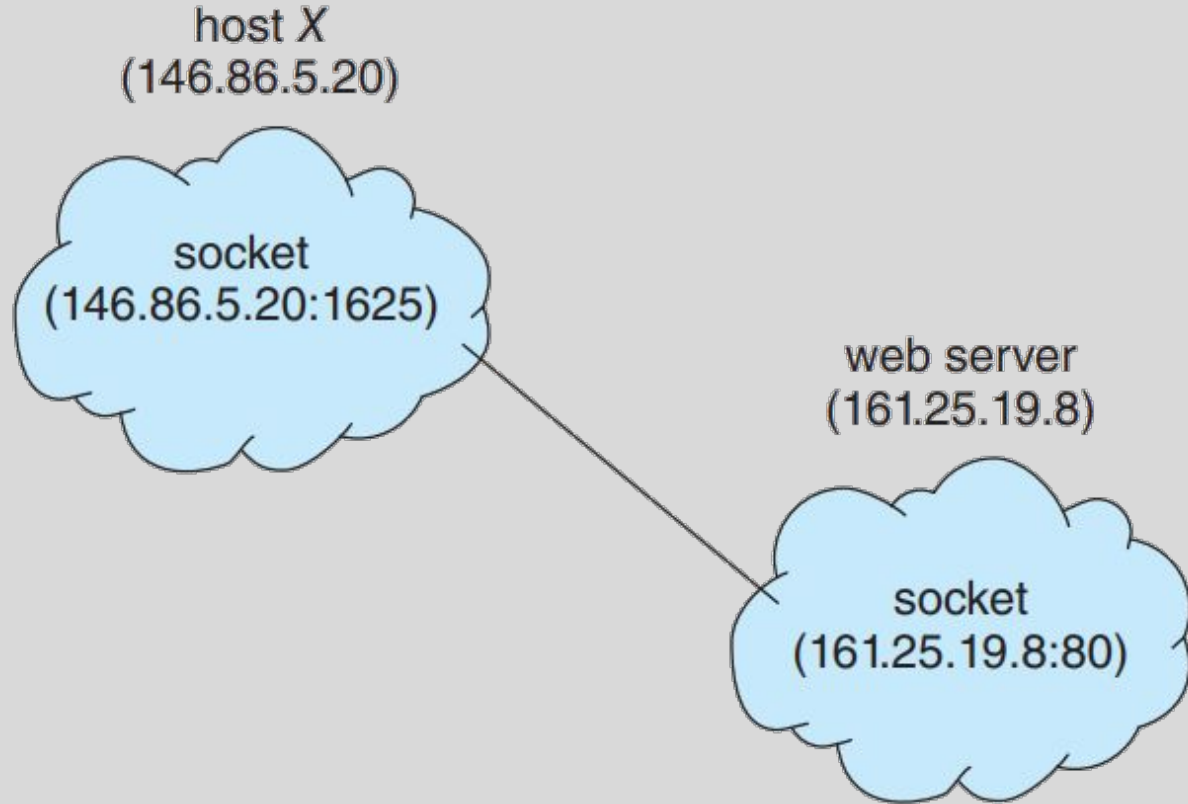 host X
(146.86.5.20)
socket
(146.86.5.20:1625)
web server
(161.25.19.8)
socket
(161.25.19.8:80)